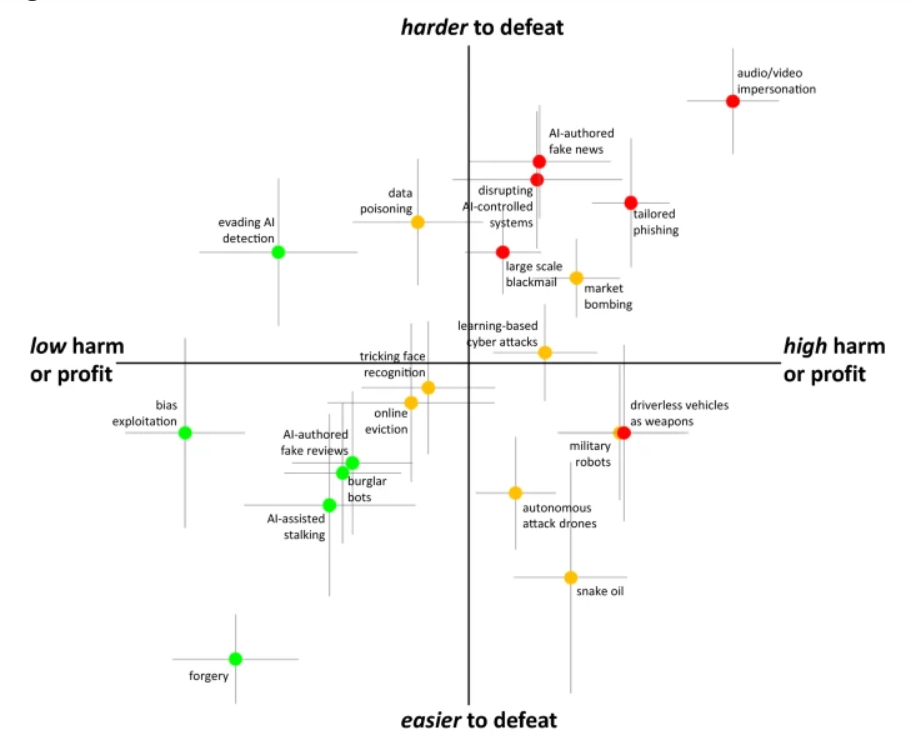 harder to defeat
audio/video
impersonation
AI-authored
fake news
disrupting
AI-controlled
systems
data
poisoning
tailored
phishing
evading AI
detection
large scale
blackmail
market
bombing
learning-based
cyber attacks
low harm
or profit
high harm
or profit
tricking face
recognition
bias
exploitation
online
eviction
driverless vehicles
as weapons
military
robots
AI-authored
fake reviews
burglar
bots
AI-assisted
stalking
autonomous
attack drones
snake oil
forgery
easier to defeat